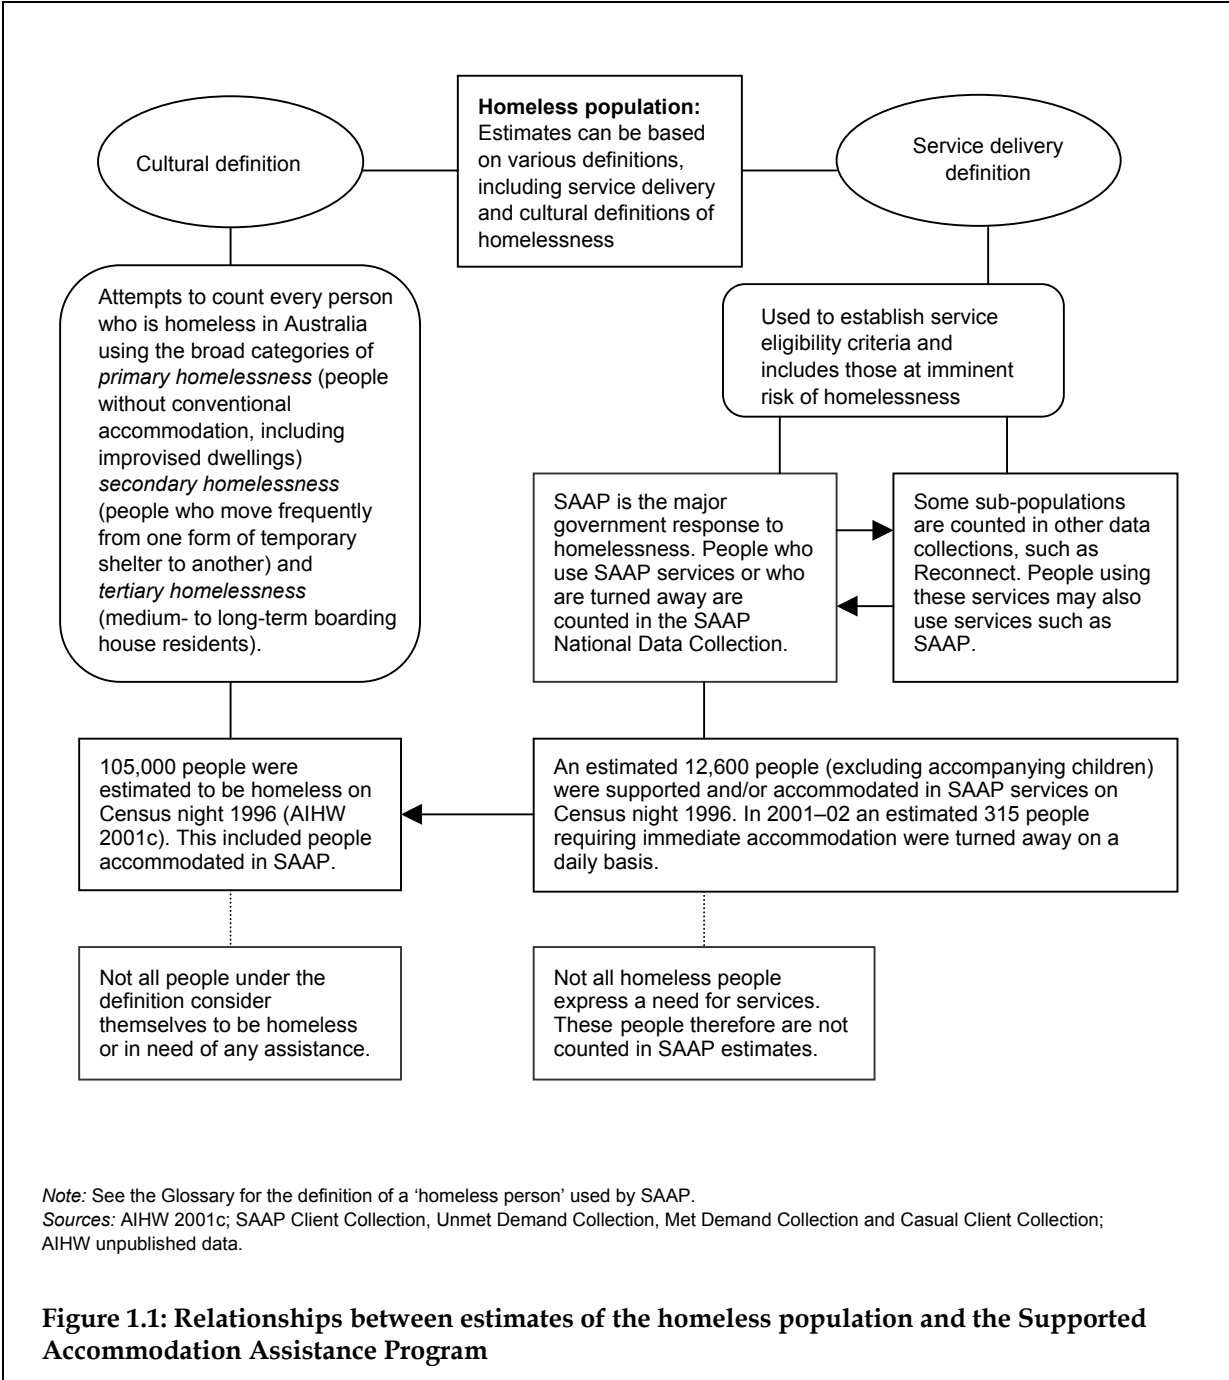 Homeless population:
Estimates can be based
on various definitions,
including service delivery
and cultural definitions of
homelessness
Cultural definition
Service delivery
definition
Attempts to count every person
who is homeless in Australia
using the broad categories of
primary homelessness (people
without conventional
accommodation, including
improvised dwellings)
secondary homelessness
(people who move frequently
from one form of temporary
shelter to another) and
tertiary homelessness
(medium- to long-term boarding
house residents).
Used to establish service
eligibility criteria and
includes those at imminent
risk of homelessness
SAAP is the major
government response to
homelessness. People who
use SAAP services or who
are turned away are
counted in the SAAP
National Data Collection.
Some sub-populations
are counted in other data
collections, such as
Reconnect. People using
these services may also
use services such as
SAAP.
105,000 people were
estimated to be homeless on
Census night 1996 (AIHW
2001c). This included people
accommodated in SAAP.
An estimated 12,600 people (excluding accompanying children)
were supported and/or accommodated in SAAP services on
Census night 1996. In 2001–02 an estimated 315 people
requiring immediate accommodation were turned away on a
daily basis.
Not all people under the
definition consider
themselves to be homeless
or in need of any assistance.
Not all homeless people
express a need for services.
These people therefore are not
counted in SAAP estimates.
Note: See the Glossary for the definition of a ‘homeless person’ used by SAAP.
Sources: AIHW 2001c; SAAP Client Collection, Unmet Demand Collection, Met Demand Collection and Casual Client Collection;
AIHW unpublished data.
Figure 1.1: Relationships between estimates of the homeless population and the Supported
Accommodation Assistance Program